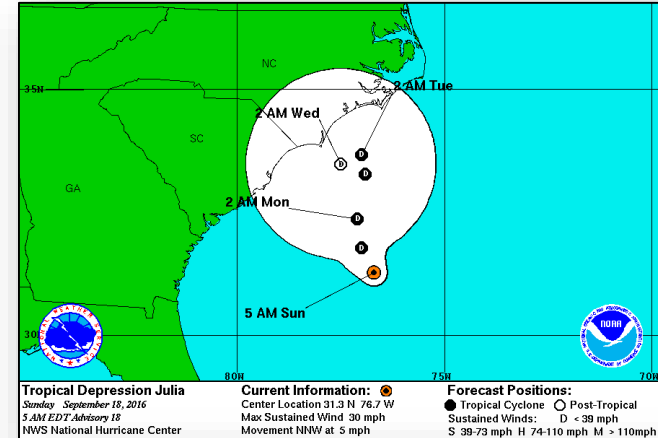 NC
35N
2 AM Tue
2 AM Wed
D
SC
D
D
D
GA
2 AM Mon
D
D
5 AM Sun
NOAA
30N
80W
75W
70W
Tropical Depression Julia
Sunday September 18, 2016
5 AM EDT Advisory 18
NWS National Hurricane Center
Current Information:
Center Location 31.3 N 76.7 W
Max Sustained Wind 30 mph
Movement NNW at 5 mph
Forecast Positions:
Tropical Cyclone Post-Tropical
Sustained Winds: D < 39 mph
S 39-73 mph H 74-110 mph M > 110mph